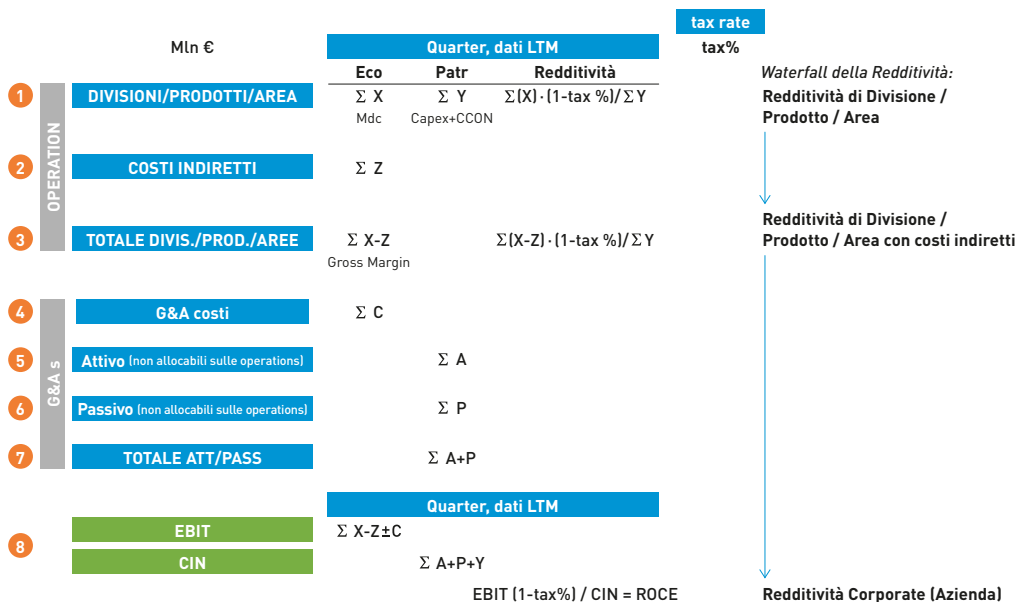 tax rate
Mln €
Quarter, dati LTM
tax%
Eco Patr Redditività
Waterfall della Redditività:
1 DIVISIONI/PRODOTTI/AREA Σ X Σ Y Σ(X)·(1-tax %)/ΣY
Mdc Capex+CCON
Redditività di Divisione /
Prodotto / Area
OPERATION
2 COSTI INDIRETTI Σ Z
3 TOTALE DIVIS./PROD./AREE Σ X-Z Σ(X-Z)·(1-tax %)/ΣY
Gross Margin
Redditività di Divisione /
Prodotto / Area con costi indiretti
4 G&A costi Σ C
G&A s
5 Attivo (non allocabili sulle operations) Σ A
6 Passivo (non allocabili sulle operations) Σ P
7 TOTALE ATT/PASS Σ A+P
Quarter, dati LTM
8 EBIT Σ X-Z±C
CIN Σ A+P+Y
EBIT (1-tax%) / CIN = ROCE
Redditività Corporate (Azienda)